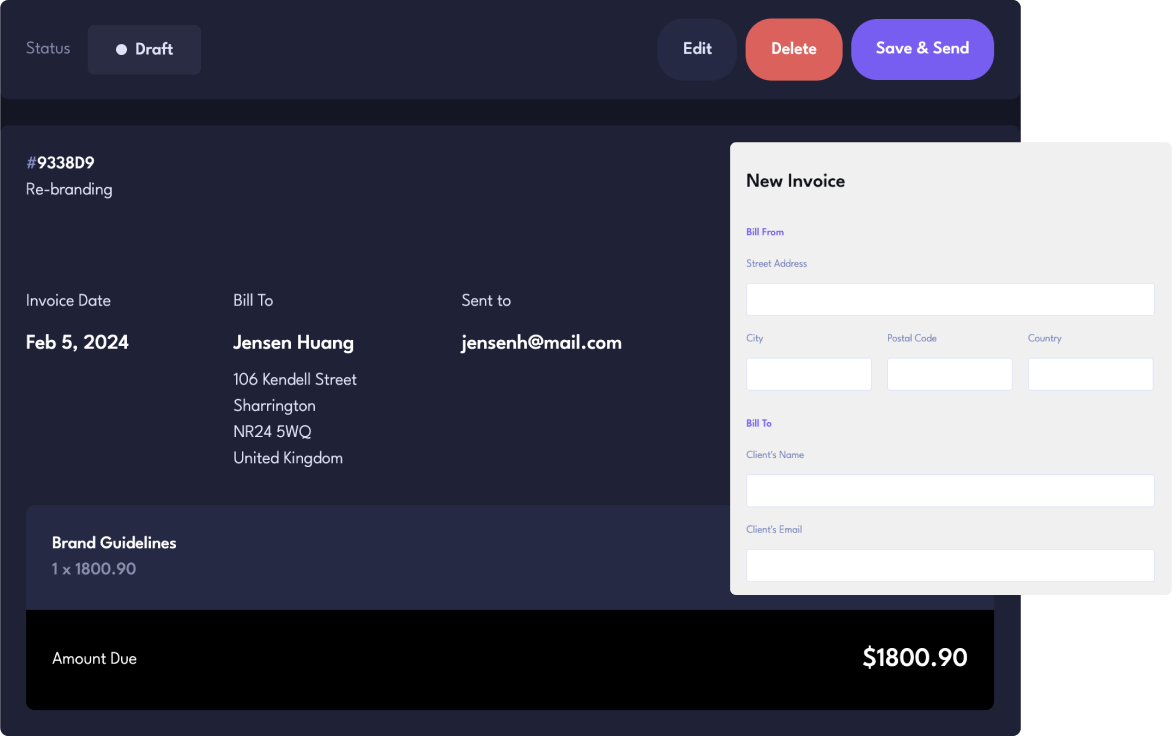 Status
Draft
Edit
Delete
Save & Send
#9338D9
Re-branding
Invoice Date
Feb 5, 2024
Bill To
Jensen Huang
106 Kendell Street
Sharrington
NR24 5WQ
United Kingdom
Sent to
jensenh@mail.com
Brand Guidelines
1 x 1800.90
Amount Due
$1800.90
New Invoice
Bill From
Street Address
City
Postal Code
Country
Bill To
Client's Name
Client's Email